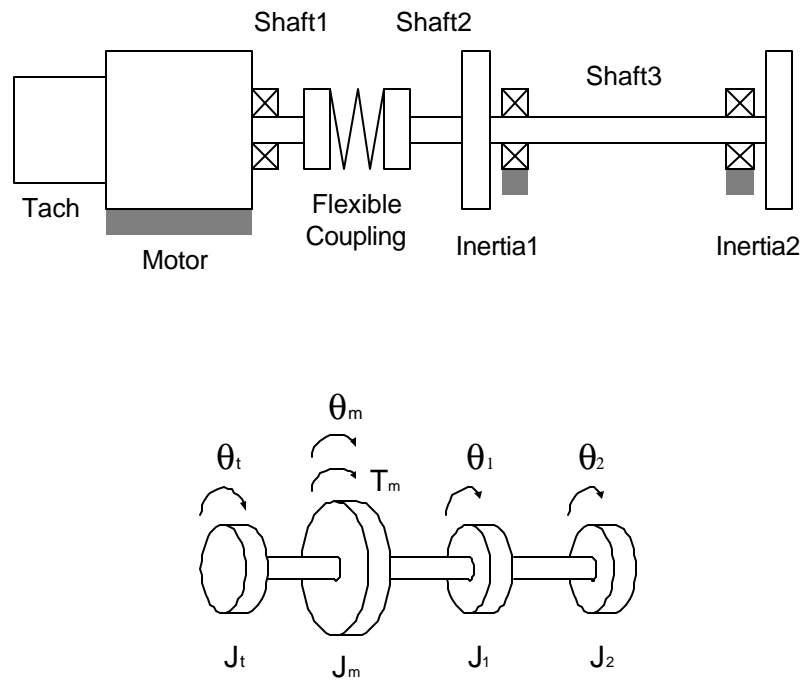 Shaft1 Shaft2
Shaft3
Tach
Flexible
Coupling
Motor
Inertia1 Inertia2
θm
θt
Tm
θ1 θ2
Jt Jm J1 J2